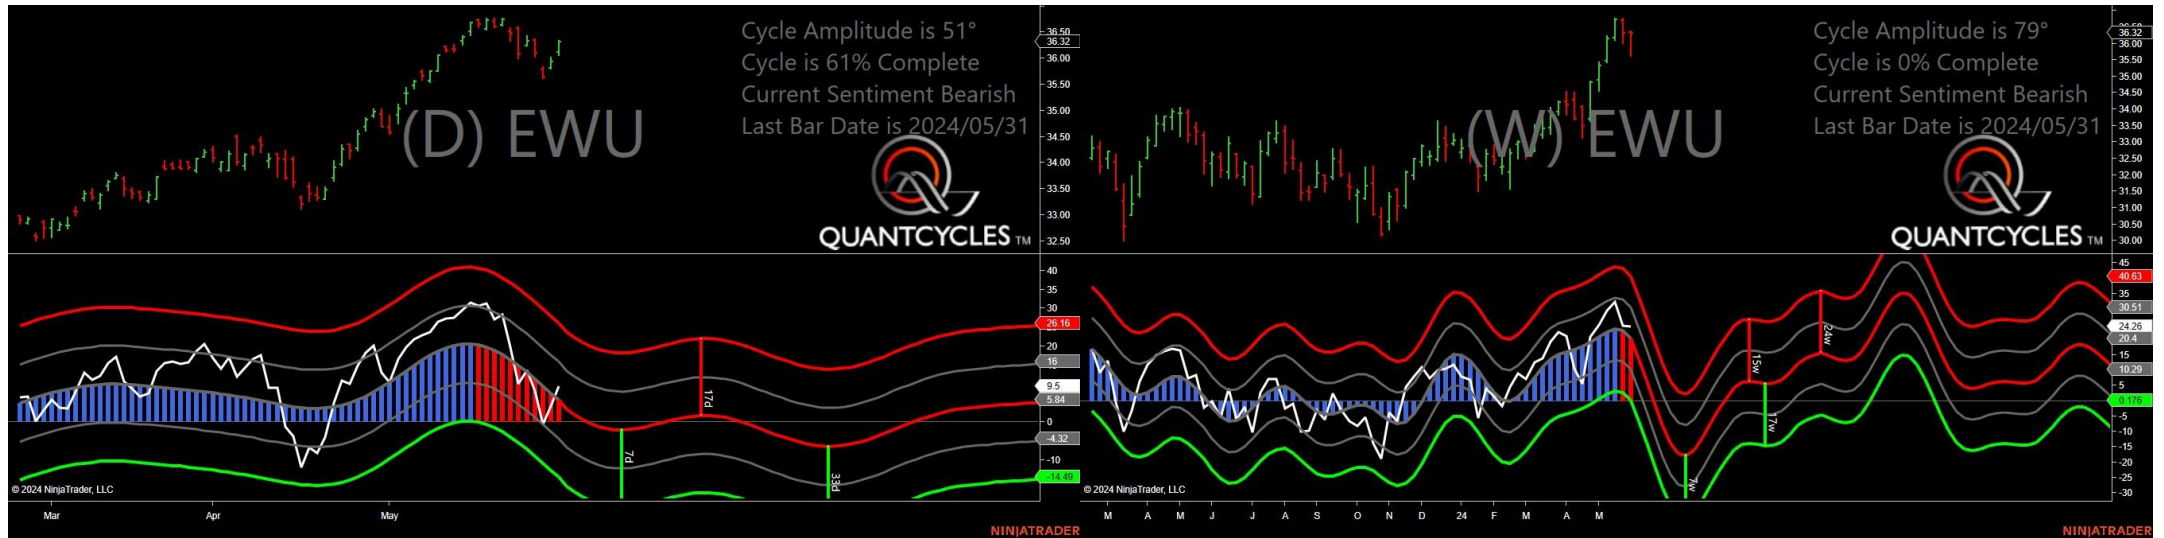 Cycle Amplitude is 51°
Cycle is 61% Complete
Current Sentiment Bearish
Last Bar Date is 2024/05/31
(D) EWU
QUANTCYCLES TM
36.50
36.32
36.00
35.50
35.00
34.50
34.00
33.50
33.00
32.50
40
35
30
26.16
20
16
9.5
5.84
0
-4.32
-10
-14.49
17d
7d
33d
© 2024 NinjaTrader, LLC
Mar Apr May
NINJATRADER
Cycle Amplitude is 79°
Cycle is 0% Complete
Current Sentiment Bearish
Last Bar Date is 2024/05/31
(W) EWU
QUANTCYCLES TM
36.50
36.32
36.00
35.50
35.00
34.50
34.00
33.50
33.00
32.50
32.00
31.50
31.00
30.50
30.00
45
40.63
35
30.51
24.26
20.4
15
10.29
5
0.176
-5
-10
-15
-20
-25
-30
15w
24w
17w
7w
© 2024 NinjaTrader, LLC
M A M J J A S O N D 24 F M A M
NINJATRADER